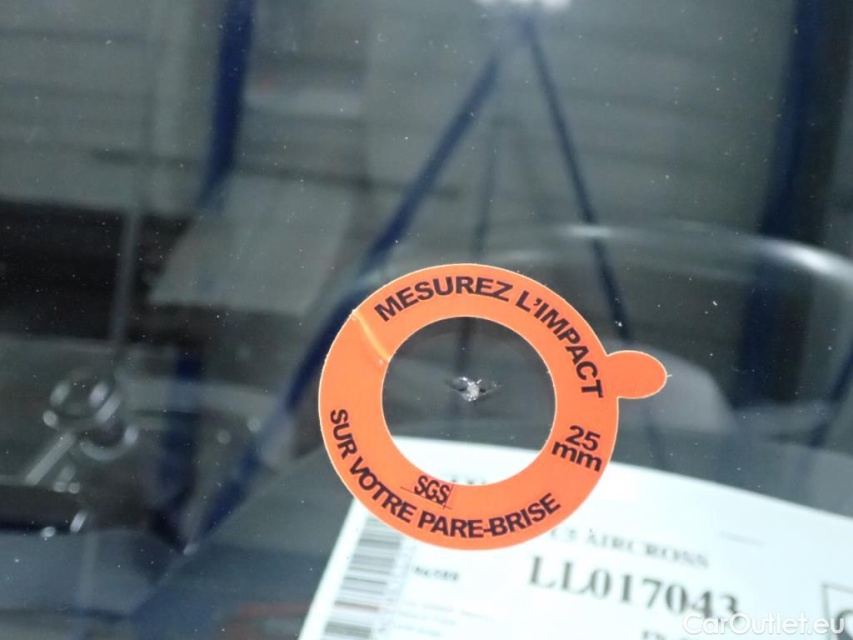 MESUREZ L'IMPACT
25
mm
SGS
SUR VOTRE PARE-BRISE
AIRCROSS
LL017043
CarOutlet.eu